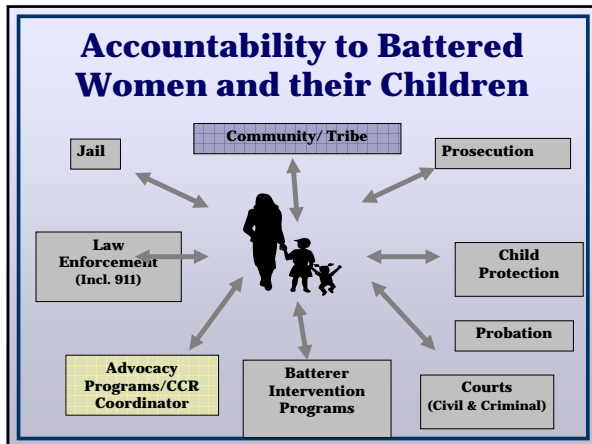 Accountability to Battered
Women and their Children
Community/ Tribe
Jail
Prosecution
Law
Enforcement
(Incl. 911)
Child
Protection
Probation
Advocacy
Programs/CCR
Coordinator
Batterer
Intervention
Programs
Courts
(Civil & Criminal)